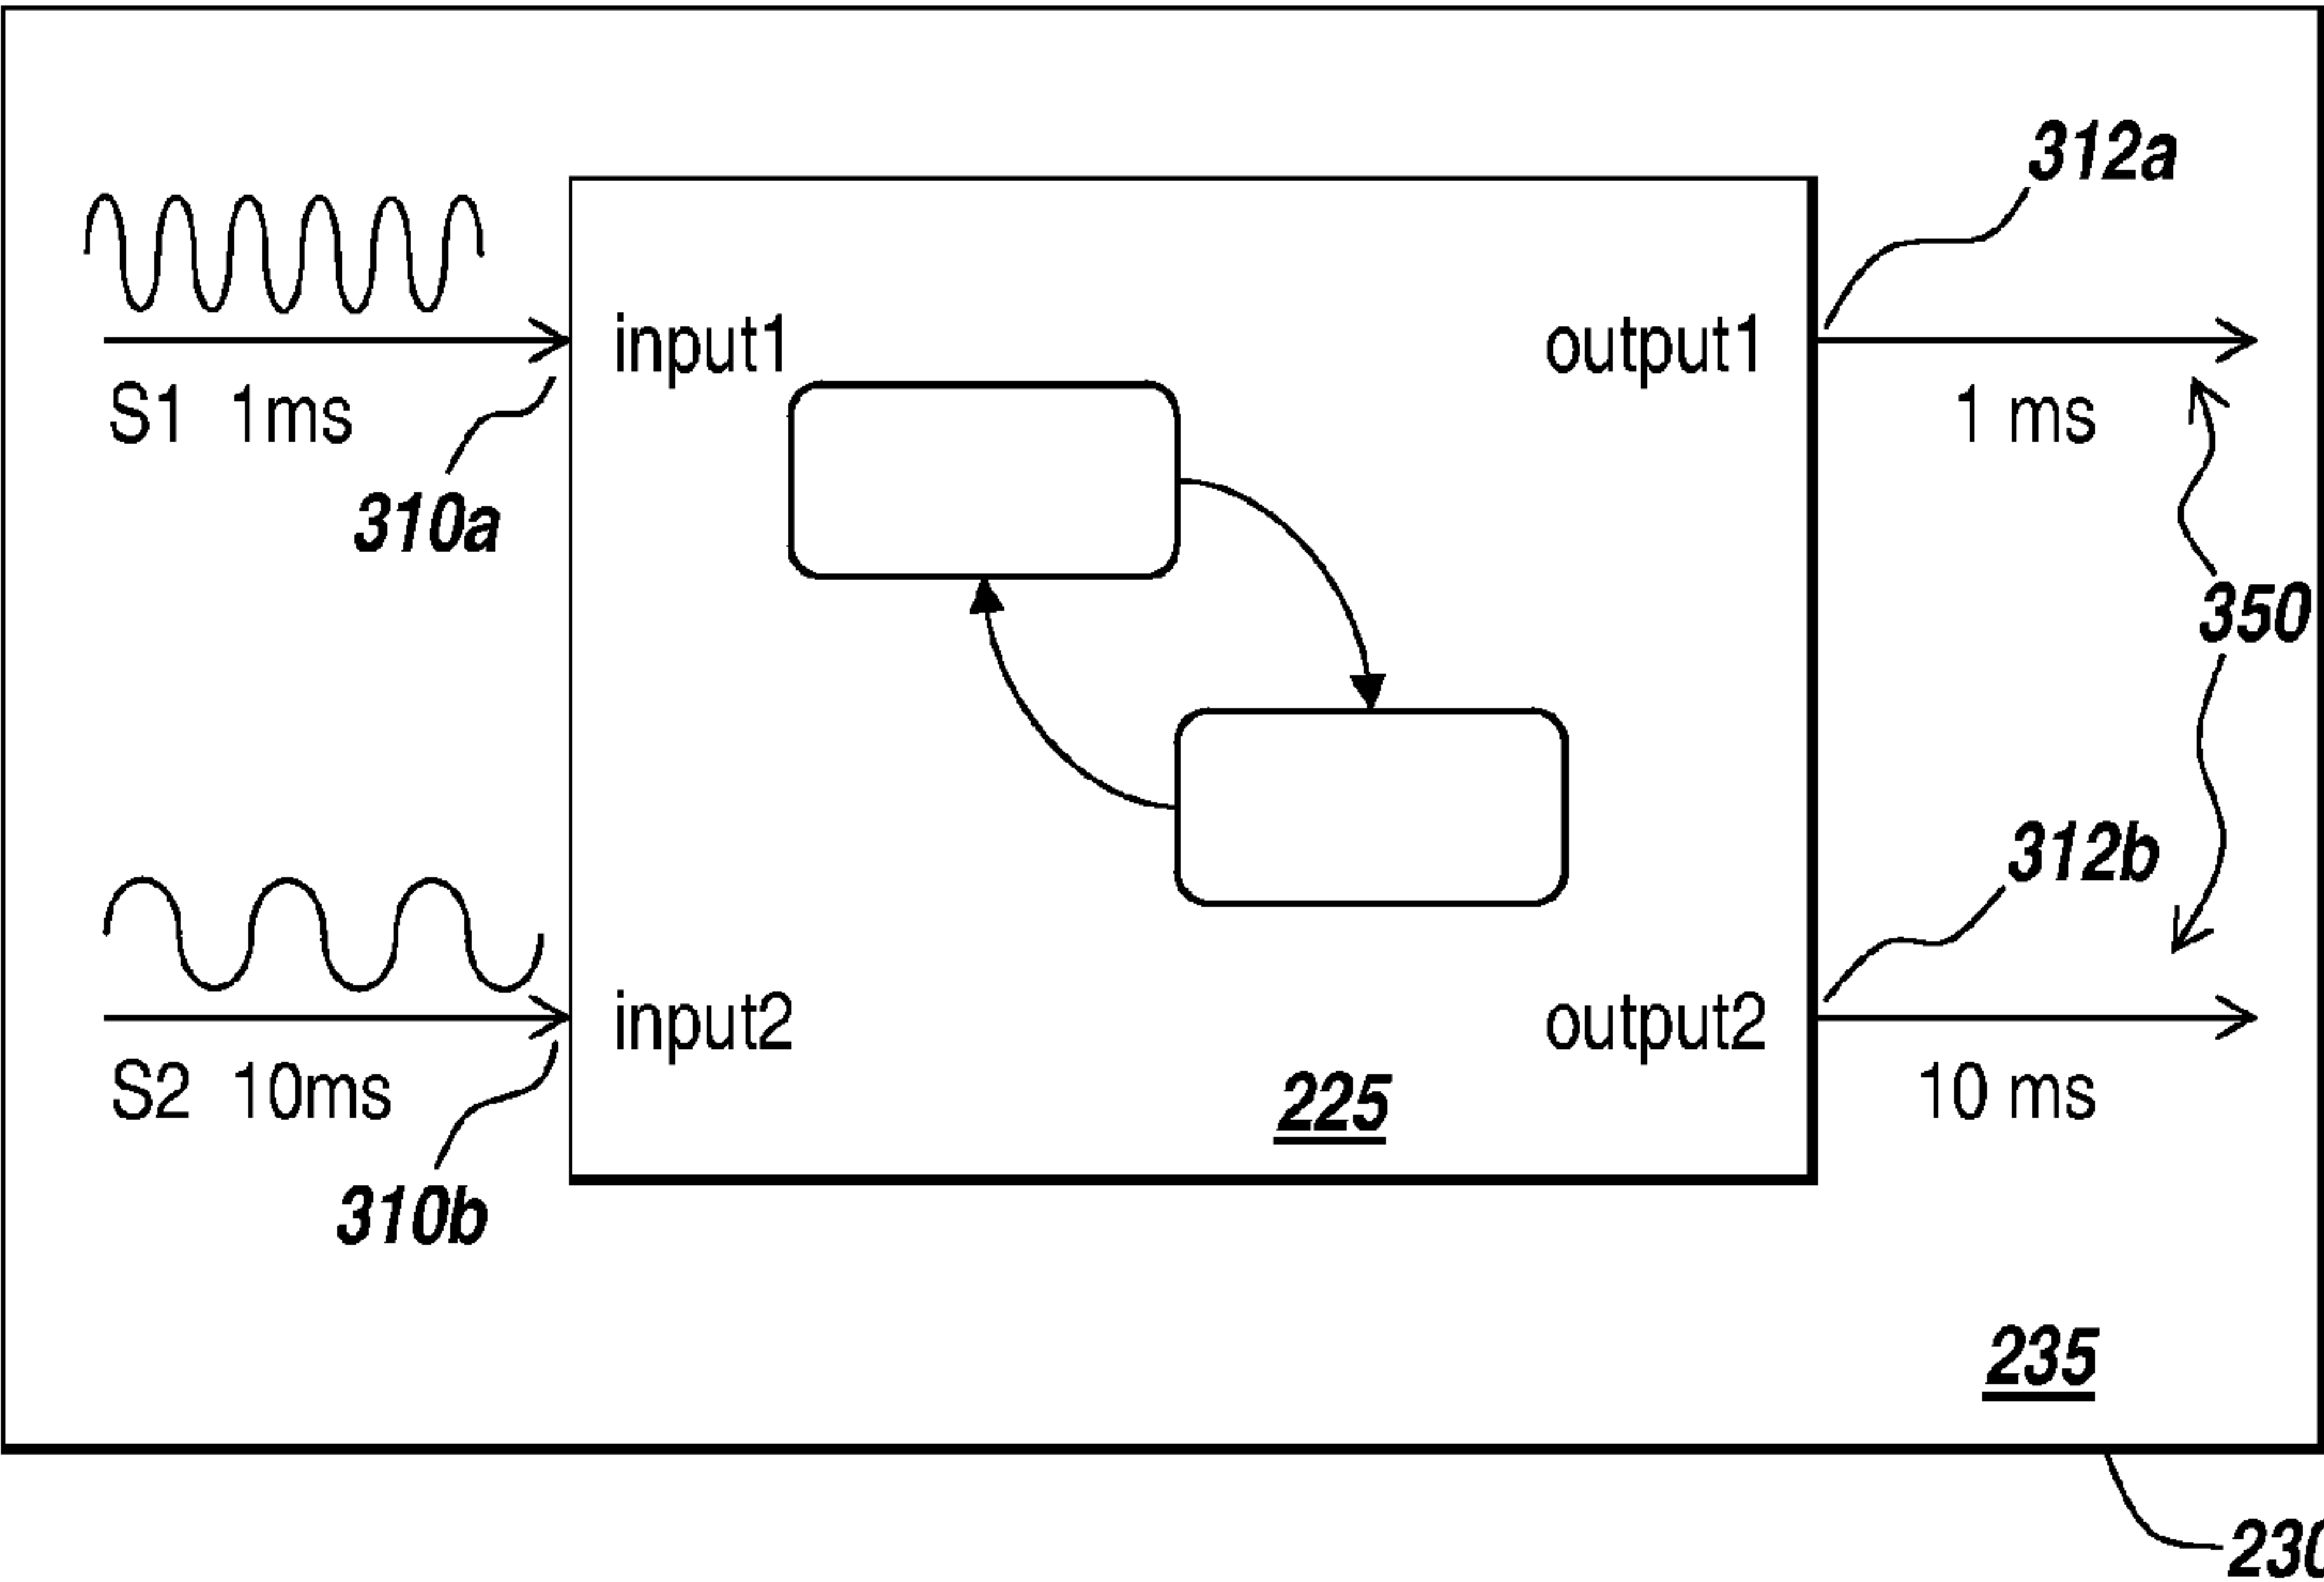 312a
input1
output1
S1 1ms
1 ms
310a
350
312b
input2
output2
S2 10ms
225
10 ms
310b
235
230